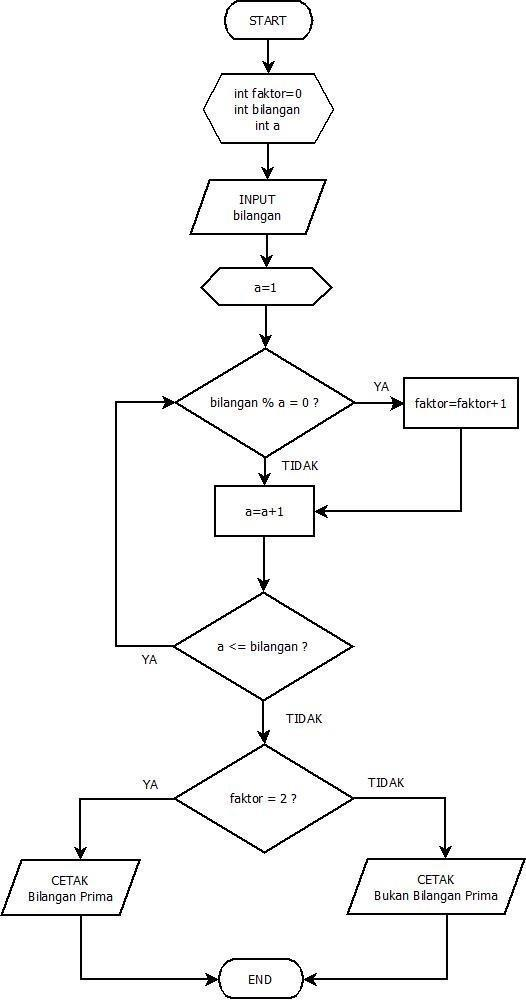 START
int faktor=0
int bilangan
int a
INPUT
bilangan
a=1
bilangan % a = 0 ?
YA
faktor=faktor+1
TIDAK
a=a+1
a <= bilangan ?
YA
TIDAK
faktor = 2 ?
YA
TIDAK
CETAK
Bilangan Prima
CETAK
Bukan Bilangan Prima
END